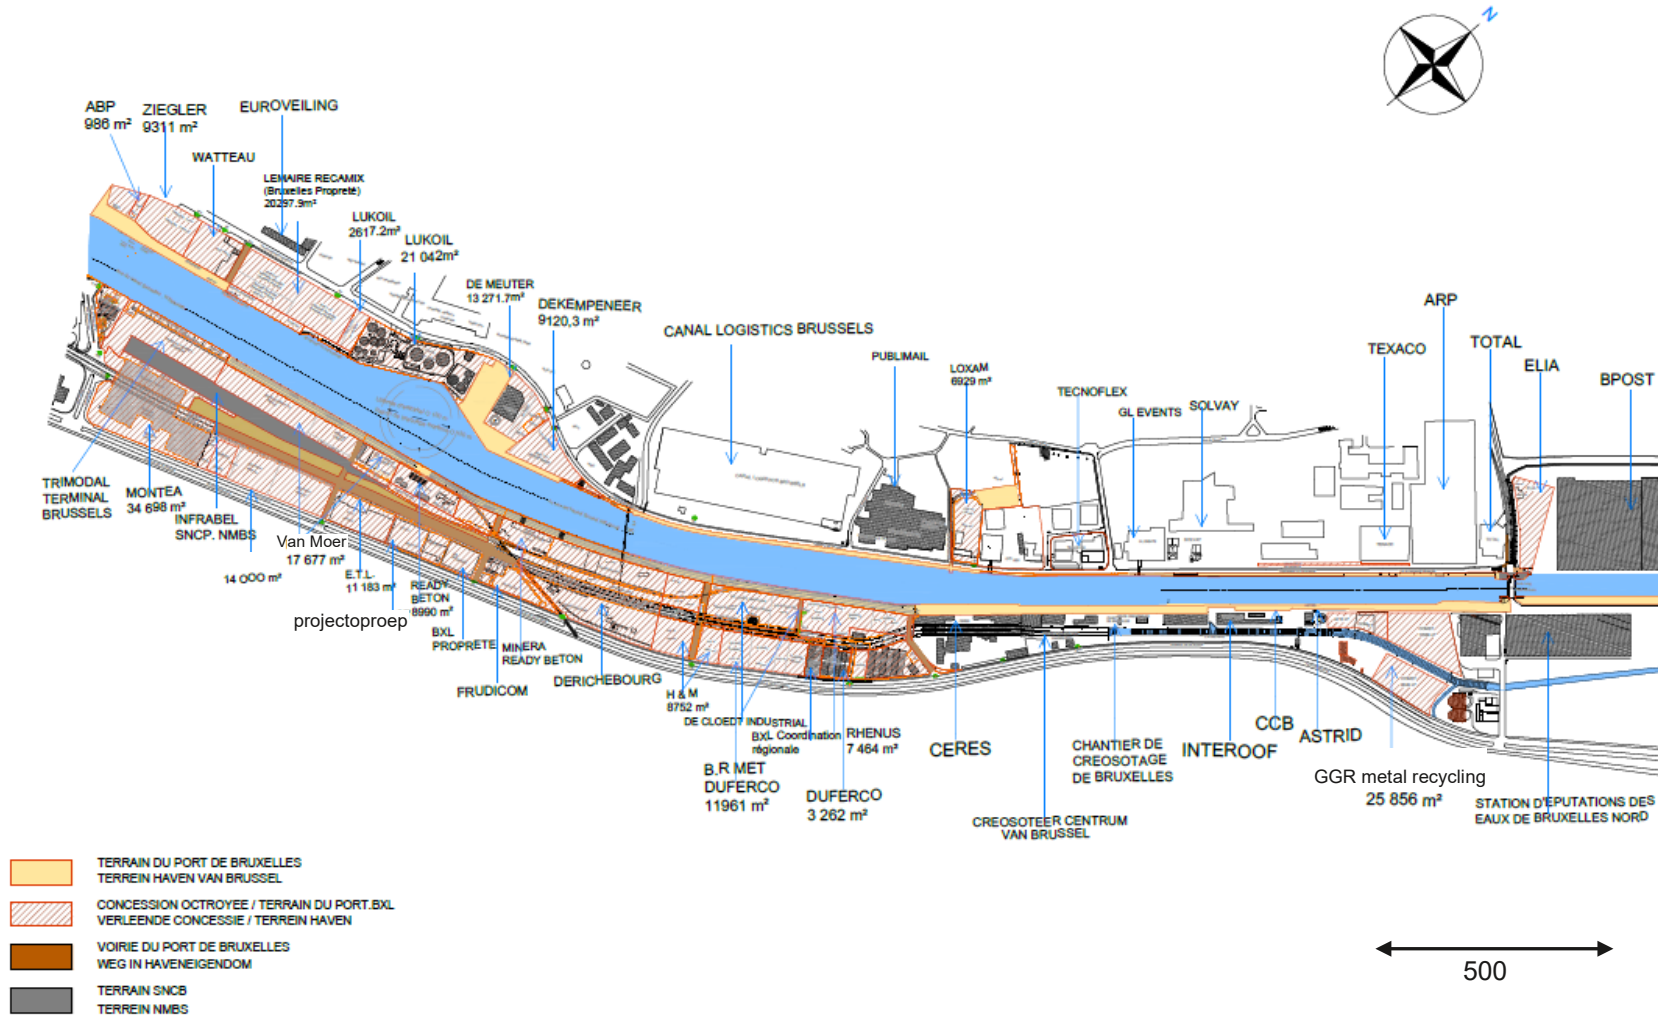 N
ABP
986 m²
ZIEGLER
9311 m²
EUROVEILING
WATTEAU
LEMAIRE RECAMIX
(Bruxelles Propreté)
20297.9m²
LUKOIL
2617.2m²
LUKOIL
21 042m²
DE MEUTER
13 271.7m²
DEKEMPENEER
9120,3 m²
CANAL LOGISTICS BRUSSELS
PUBLIMAIL
LOXAM
6929 m²
TECNOFLEX
GL EVENTS
SOLVAY
TEXACO
ARP
TOTAL
ELIA
BPOST
TRIMODAL
TERMINAL
BRUSSELS
MONTEA
34 698 m²
INFRABEL
SNCP. NMBS
14 OOO m²
Van Moer
17 677 m²
E.T.L.
11 183 m²
projectoproep
READY
BETON
8990 m²
BXL
PROPRETE
MINERA
READY BETON
FRUDICOM
DERICHEBOURG
H & M
8752 m²
DE CLOEDT INDUSTRIAL
BXL Coordination
régionale
RHENUS
7 464 m²
B.R MET
DUFERCO
11961 m²
DUFERCO
3 262 m²
CERES
CHANTIER DE
CREOSOTAGE
DE BRUXELLES
CREOSOTEER CENTRUM
VAN BRUSSEL
INTEROOF
CCB
ASTRID
GGR metal recycling
25 856 m²
STATION D'EPUTATIONS DES
EAUX DE BRUXELLES NORD
TERRAIN DU PORT DE BRUXELLES
TERREIN HAVEN VAN BRUSSEL
CONCESSION OCTROYEE / TERRAIN DU PORT.BXL
VERLEENDE CONCESSIE / TERREIN HAVEN
VOIRIE DU PORT DE BRUXELLES
WEG IN HAVENEIGENDOM
TERRAIN SNCB
TERREIN NMBS
500